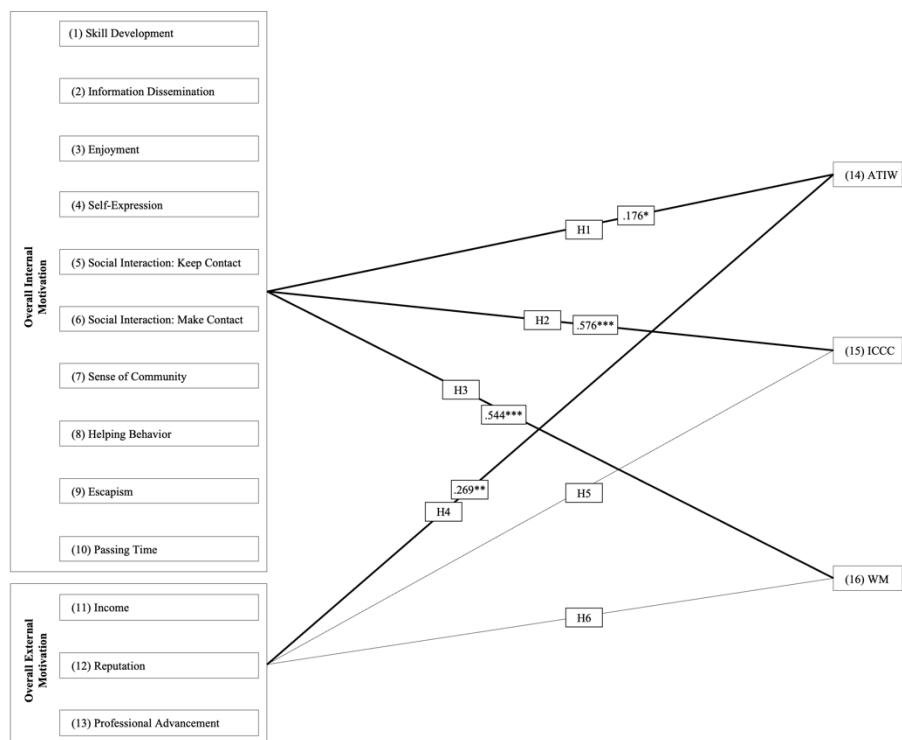 Overall Internal
Motivation
(1) Skill Development
(2) Information Dissemination
(3) Enjoyment
(4) Self-Expression
(5) Social Interaction: Keep Contact
(6) Social Interaction: Make Contact
(7) Sense of Community
(8) Helping Behavior
(9) Escapism
(10) Passing Time
Overall External
Motivation
(11) Income
(12) Reputation
(13) Professional Advancement
H1
.176*
H2
.576***
H3
.544***
H4
.269**
H5
H6
(14) ATIW
(15) ICCC
(16) WM